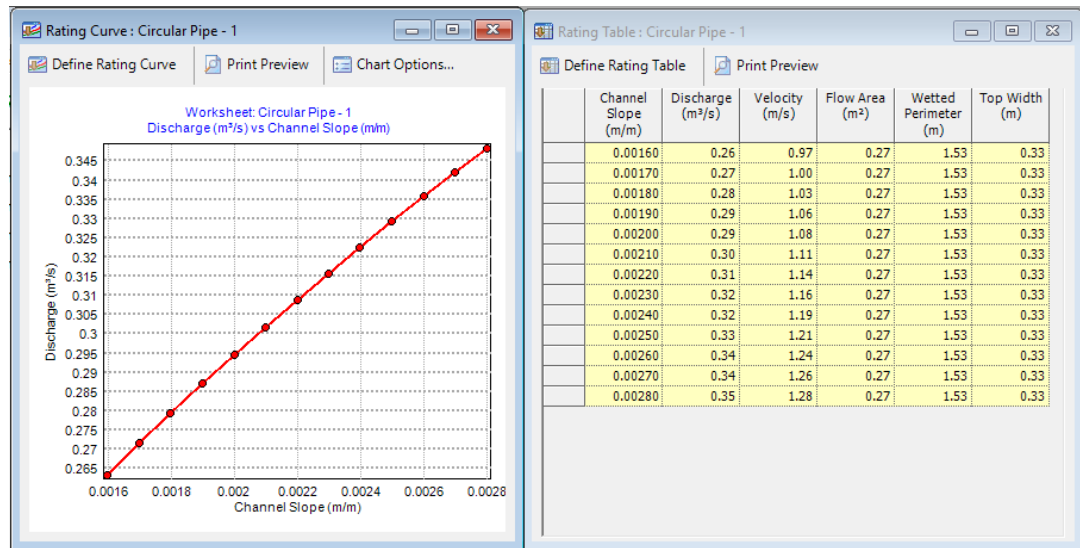 Rating Curve : Circular Pipe - 1
Define Rating Curve Print Preview Chart Options...
Worksheet: Circular Pipe - 1
Discharge (m³/s) vs Channel Slope (m/m)
Discharge (m³/s)
0.345
0.34
0.335
0.33
0.325
0.32
0.315
0.31
0.305
0.3
0.295
0.29
0.285
0.28
0.275
0.27
0.265
0.0016 0.0018 0.002 0.0022 0.0024 0.0026 0.0028
Channel Slope (m/m)
Rating Table : Circular Pipe - 1
Define Rating Table Print Preview
Channel Discharge Velocity Flow Area Wetted Top Width
Slope (m³/s) (m/s) (m²) Perimeter (m)
(m/m) (m)
0.00160 0.26 0.97 0.27 1.53 0.33
0.00170 0.27 1.00 0.27 1.53 0.33
0.00180 0.28 1.03 0.27 1.53 0.33
0.00190 0.29 1.06 0.27 1.53 0.33
0.00200 0.29 1.08 0.27 1.53 0.33
0.00210 0.30 1.11 0.27 1.53 0.33
0.00220 0.31 1.14 0.27 1.53 0.33
0.00230 0.32 1.16 0.27 1.53 0.33
0.00240 0.32 1.19 0.27 1.53 0.33
0.00250 0.33 1.21 0.27 1.53 0.33
0.00260 0.34 1.24 0.27 1.53 0.33
0.00270 0.34 1.26 0.27 1.53 0.33
0.00280 0.35 1.28 0.27 1.53 0.33